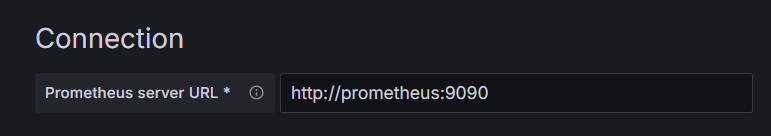 Connection
Prometheus server URL *
http://prometheus:9090